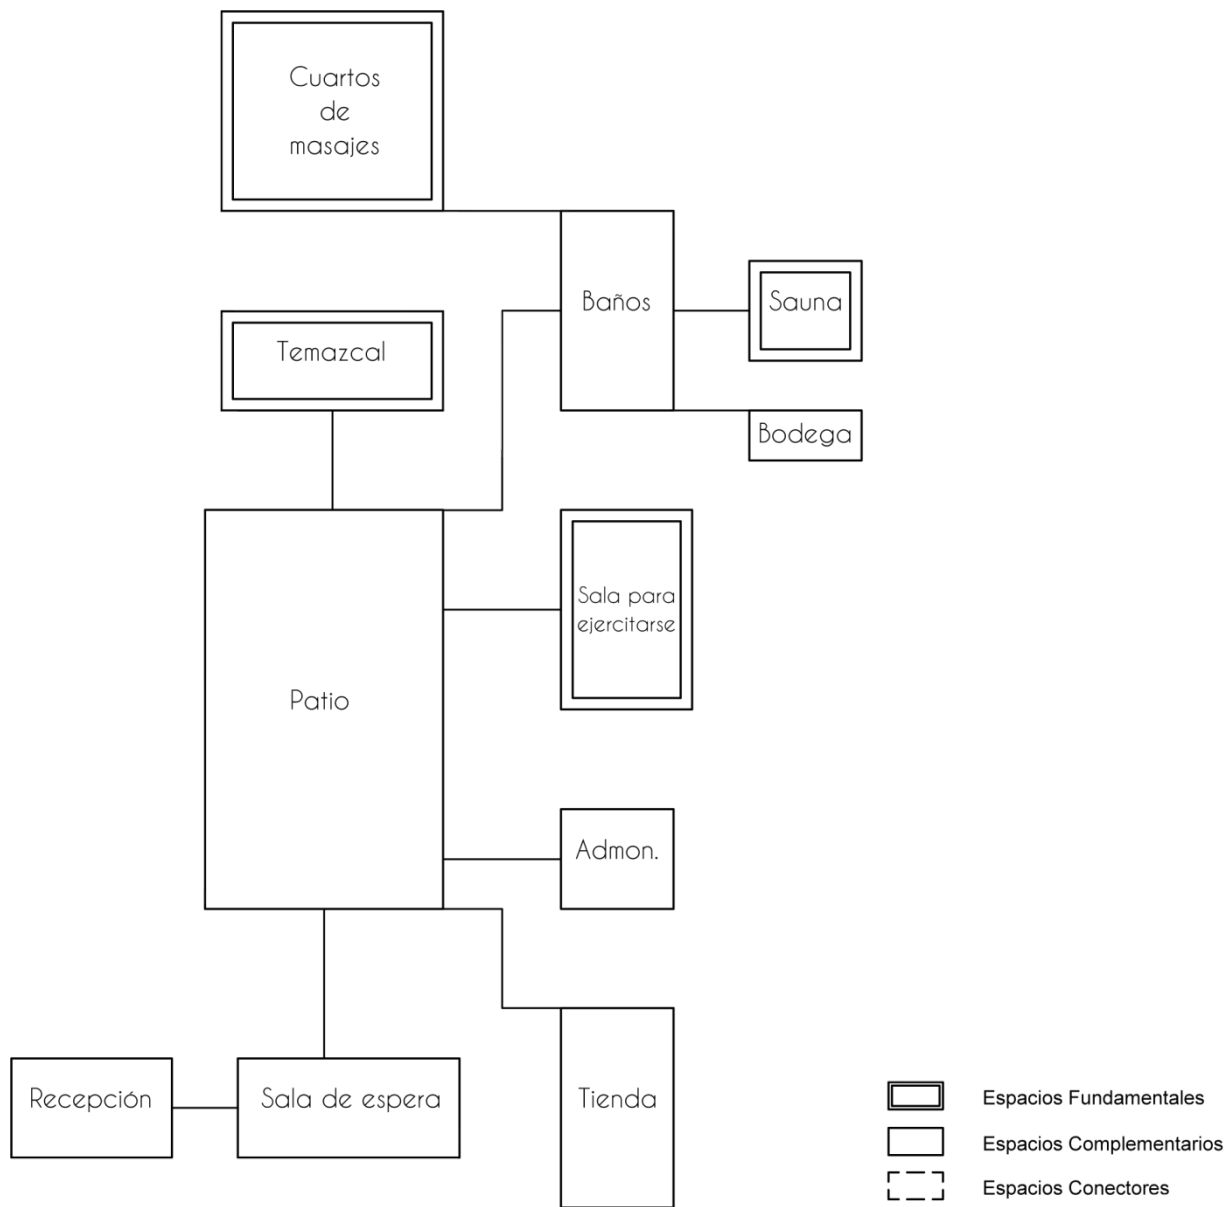 Cuartos
de
masajes
Baños
Sauna
Temazcal
Bodega
Sala para
ejercitarse
Patio
Admon.
Recepción
Sala de espera
Tienda
Espacios Fundamentales
Espacios Complementarios
Espacios Conectores